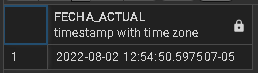 FECHA_ACTUAL
timestamp with time zone
1 2022-08-02 12:54:50.597507-05